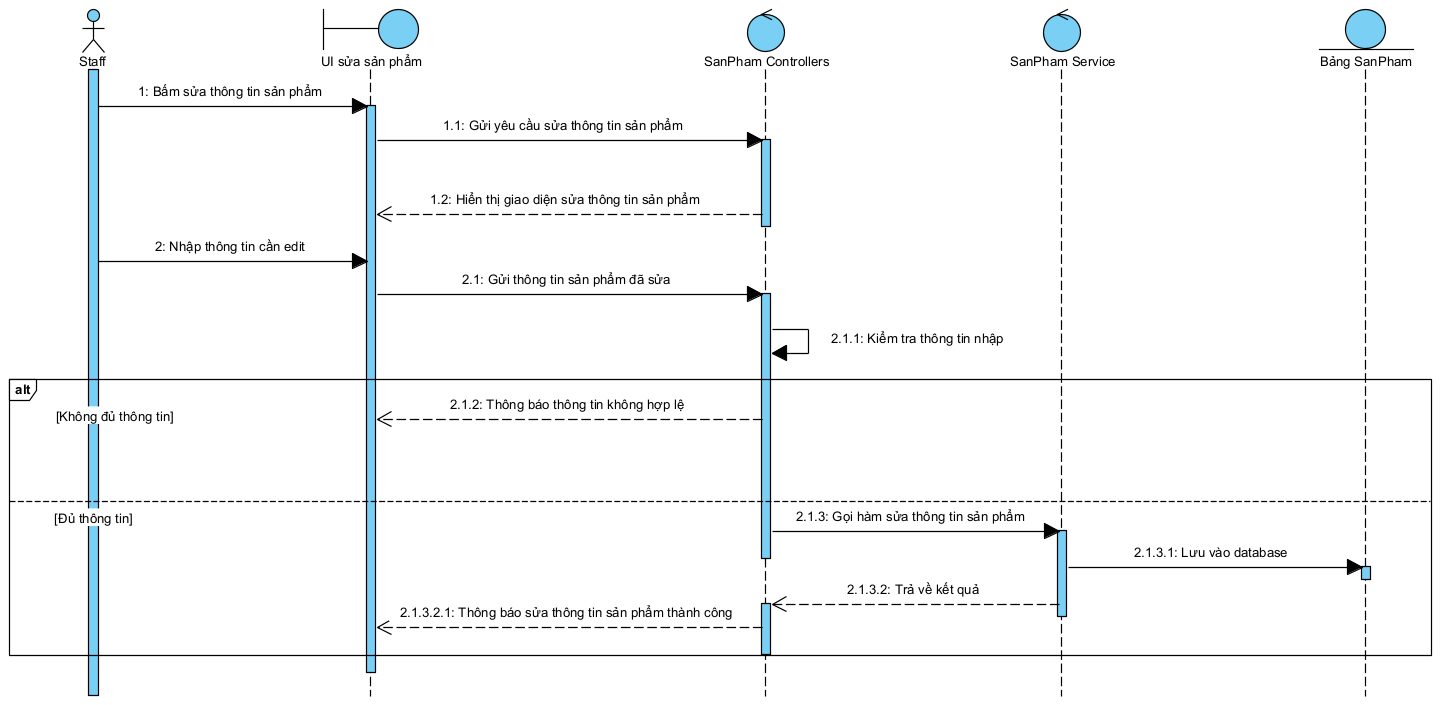 Staff
UI sửa sản phẩm
SanPham Controllers
SanPham Service
Bảng SanPham
1: Bấm sửa thông tin sản phẩm
1.1: Gửi yêu cầu sửa thông tin sản phẩm
1.2: Hiển thị giao diện sửa thông tin sản phẩm
2: Nhập thông tin cần edit
2.1: Gửi thông tin sản phẩm đã sửa
2.1.1: Kiểm tra thông tin nhập
alt
2.1.2: Thông báo thông tin không hợp lệ
[Không đủ thông tin]
[Đủ thông tin]
2.1.3: Gọi hàm sửa thông tin sản phẩm
2.1.3.1: Lưu vào database
2.1.3.2: Trả về kết quả
2.1.3.2.1: Thông báo sửa thông tin sản phẩm thành công